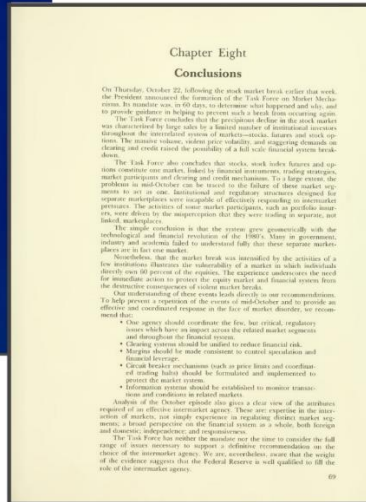 Chapter Eight
Conclusions
On Thursday, October 22, following the stock market break earlier that week,
the President announced the formation of the Task Force on Market Mecha-
nisms. Its mandate was, in 60 days, to determine what happened and why, and
to provide guidance in helping to prevent such a break from occurring again.
The Task Force concludes that the precipitous decline in the stock market
was characterized by large sales by a limited number of institutional investors
throughout the interrelated system of markets—stocks, futures and stock op-
tions. The massive volume, violent price volatility, and staggering demands on
clearing and credit raised the possibility of a full scale financial system break-
down.
The Task Force also concludes that stocks, stock index futures and op-
tions constitute one market, linked by financial instruments, trading strategies,
market participants and clearing and credit mechanisms. To a large extent, the
problems in mid-October can be traced to the failure of these market seg-
ments to act as one. Institutional and regulatory structures designed for
separate marketplaces were incapable of effectively responding to intermarket
pressures. The activities of some market participants, such as portfolio insur-
ers, were driven by the misperception that they were trading in separate, not
linked, marketplaces.
The simple conclusion is that the system grew geometrically with the
technological and financial revolution of the 1980's. Many in government,
industry and academia failed to understand fully that these separate market-
places are in fact one market.
Nonetheless, that the market break was intensified by the activities of a
few institutions illustrates the vulnerability of a market in which individuals
directly own 60 percent of the equities. The experience underscores the need
for immediate action to protect the equity market and financial system from
the destructive consequences of violent market breaks.
Our understanding of these events leads directly to our recommendations.
To help prevent a repetition of the events of mid-October and to provide an
effective and coordinated response in the face of market disorder, we recom-
mend that:
• One agency should coordinate the few, but critical, regulatory
issues which have an impact across the related market segments
and throughout the financial system.
• Clearing systems should be unified to reduce financial risk.
• Margins should be made consistent to control speculation and
financial leverage.
• Circuit breaker mechanisms (such as price limits and coordinat-
ed trading halts) should be formulated and implemented to
protect the market system.
• Information systems should be established to monitor transac-
tions and conditions in related markets.
Analysis of the October episode also gives a clear view of the attributes
required of an effective intermarket agency. These are: expertise in the inter-
action of markets, not simply experience in regulating distinct market seg-
ments; a broad perspective on the financial system as a whole, both foreign
and domestic; independence; and responsiveness.
The Task Force has neither the mandate nor the time to consider the full
range of issues necessary to support a definitive recommendation on the
choice of the intermarket agency. We are, nevertheless, aware that the weight
of the evidence suggests that the Federal Reserve is well qualified to fill the
role of the intermarket agency.
69